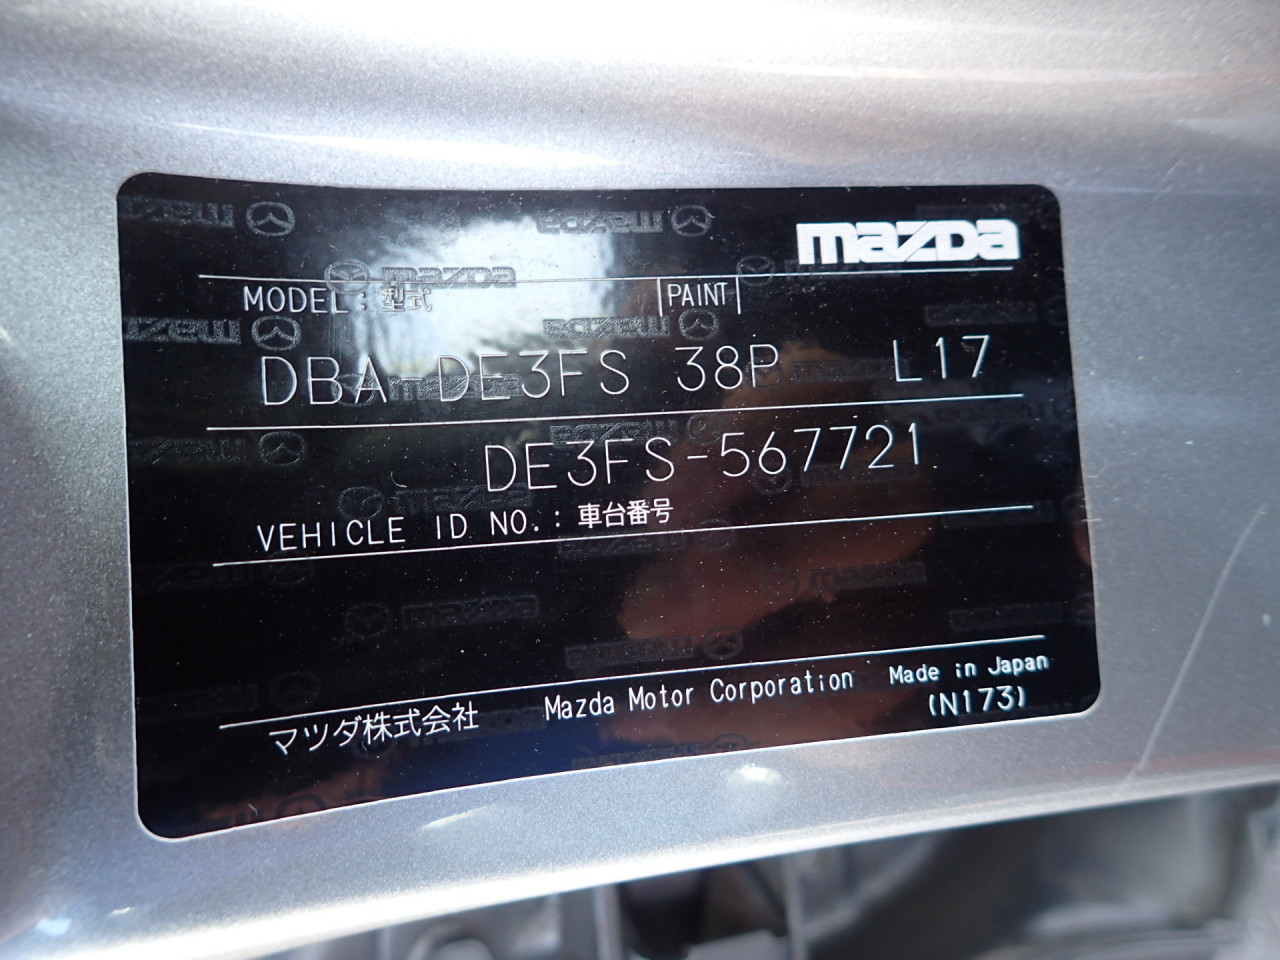 mazda
MODEL:型式 PAINT
DBA DE3FS 38P L17
DE3FS-567721
VEHICLE ID NO.:車台番号
マツダ株式会社 Mazda Motor Corporation Made in Japan
(N173)